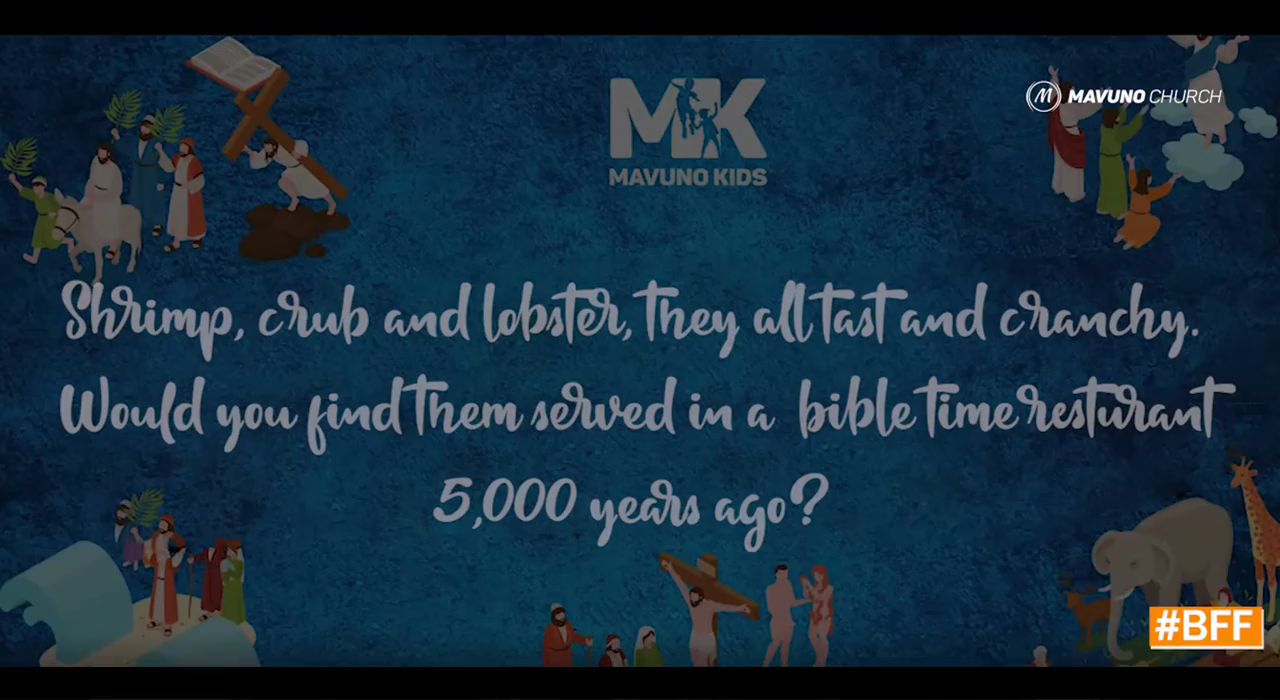 MK
MAVUNO KIDS
M MAVUNO CHURCH
Shrimp, crub and lobster, they all tast and cranchy.
Would you find them served in a bible time resturant
5,000 years ago?
#BFF